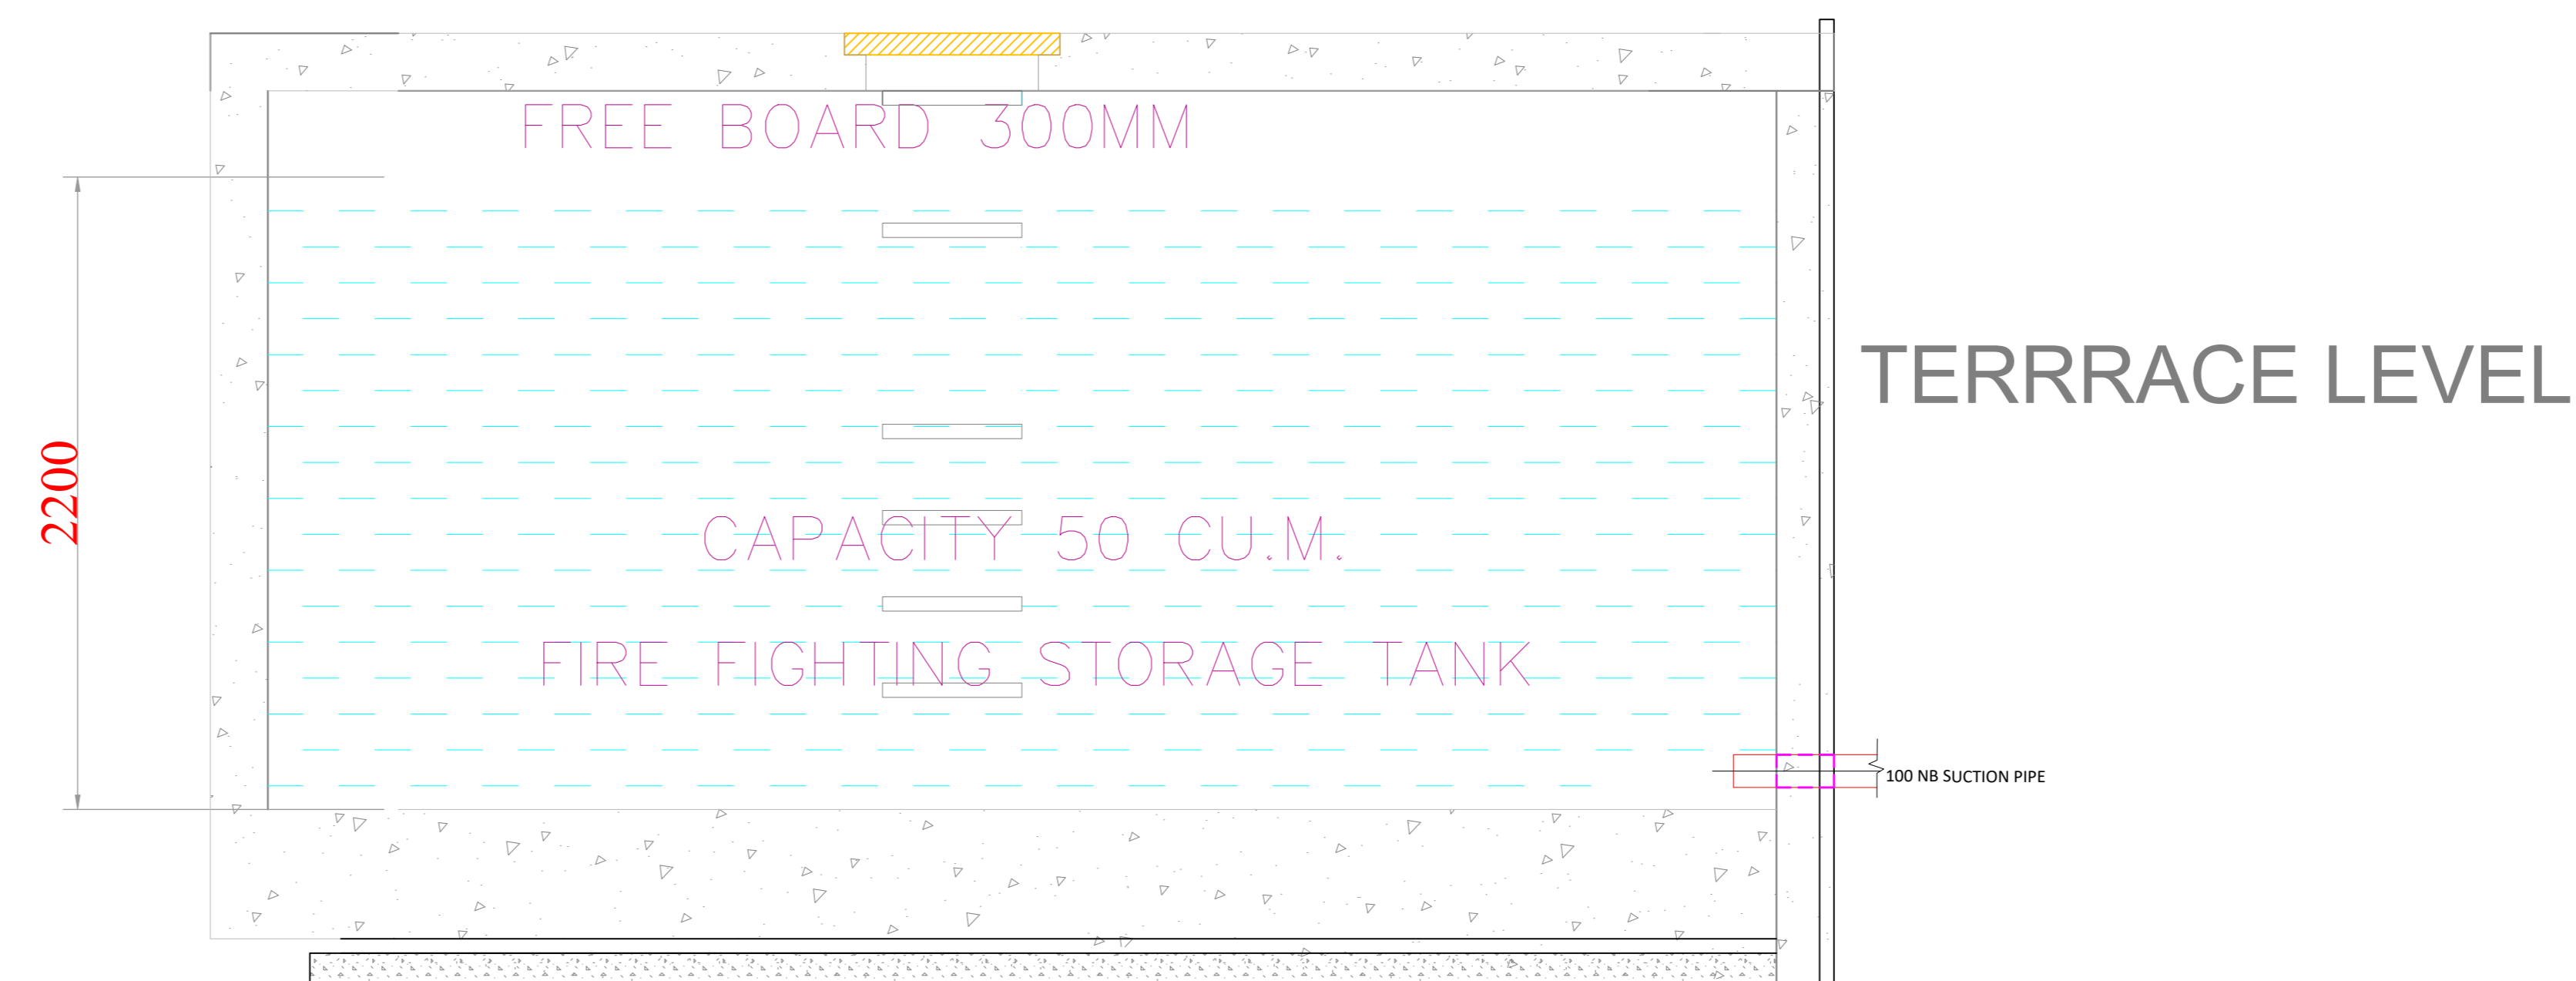 FREE BOARD 300MM
TERRRACE LEVEL
2200
CAPACITY 50 CU.M.
FIRE FIGHTING STORAGE TANK
100 NB SUCTION PIPE